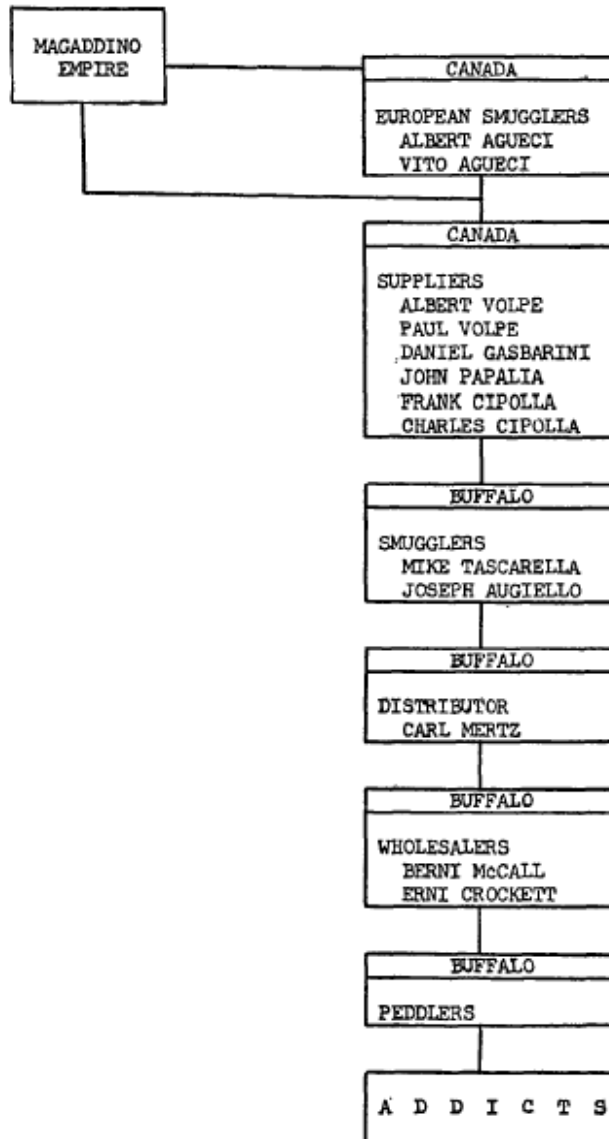 MAGADDINO
EMPIRE
CANADA
EUROPEAN SMUGGLERS
ALBERT AGUECI
VITO AGUECI
CANADA
SUPPLIERS
ALBERT VOLPE
PAUL VOLPE
DANIEL GASBARINI
JOHN PAPALIA
FRANK CIPOLLA
CHARLES CIPOLLA
BUFFALO
SMUGGLERS
MIKE TASCARELLA
JOSEPH AUGIELLO
BUFFALO
DISTRIBUTOR
CARL MERTZ
BUFFALO
WHOLESALERS
BERNI McCALL
ERNI CROCKETT
BUFFALO
PEDDLERS
A D D I C T S